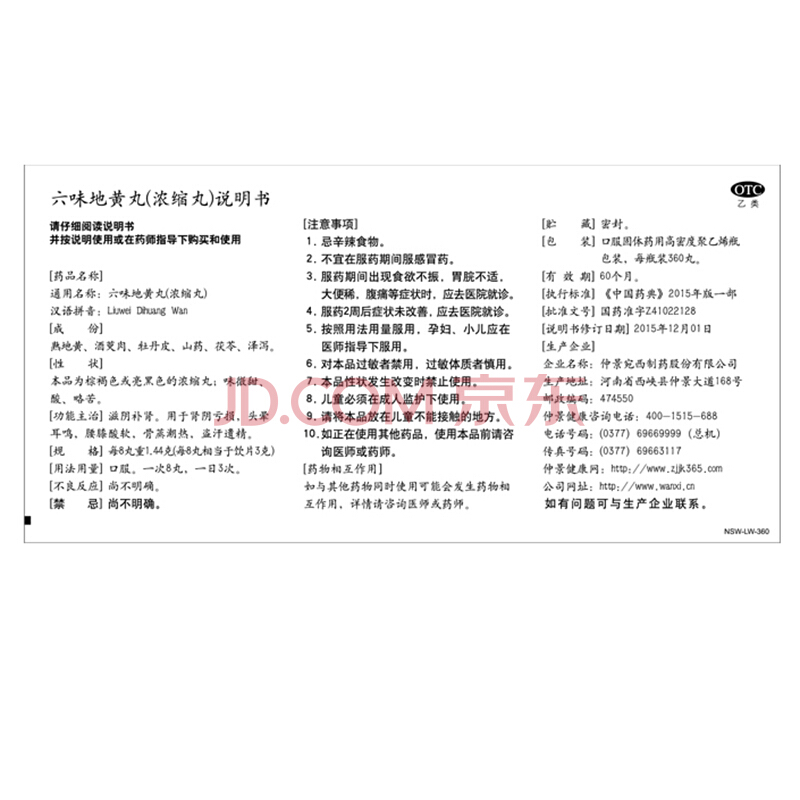 六味地黄丸(浓缩丸)说明书
请仔细阅读说明书
并按说明使用或在药师指导下购买和使用
[药品名称]
通用名称：六味地黄丸(浓缩丸)
汉语拼音：Liuwei Dihuang Wan
[成　　份]
熟地黄、酒萸肉、牡丹皮、山药、茯苓、泽泻。
[性　　状]
本品为棕褐色或亮黑色的浓缩丸；味微甜、
酸、略苦。
[功能主治] 滋阴补肾。用于肾阴亏损，头晕
耳鸣，腰膝酸软，骨蒸潮热，盗汗遗精。
[规　　格] 每8丸重1.44克(每8丸相当于饮片3克)
[用法用量] 口服。一次8丸，一日3次。
[不良反应] 尚不明确。
[禁　　忌] 尚不明确。
[注意事项]
1. 忌辛辣食物。
2. 不宜在服药期间服感冒药。
3. 服药期间出现食欲不振，胃脘不适，
大便稀，腹痛等症状时，应去医院就诊。
4. 服药2周后症状未改善，应去医院就诊。
5. 按照用法用量服用，孕妇、小儿应在
医师指导下服用。
6. 对本品过敏者禁用，过敏体质者慎用。
7. 本品性状发生改变时禁止使用。
8. 儿童必须在成人监护下使用。
9. 请将本品放在儿童不能接触的地方。
10. 如正在使用其他药品，使用本品前请咨
询医师或药师。
[药物相互作用]
如与其他药物同时使用可能会发生药物相
互作用，详情请咨询医师或药师。
OTC
乙类
[贮　　藏] 密封。
[包　　装] 口服固体药用高密度聚乙烯瓶
包装，每瓶装360丸。
[有 效 期] 60个月。
[执行标准] 《中国药典》2015年版一部
[批准文号] 国药准字Z41022128
[说明书修订日期] 2015年12月01日
[生产企业]
企业名称：仲景宛西制药股份有限公司
生产地址：河南省西峡县仲景大道168号
邮政编码：474550
仲景健康咨询电话：400-1515-688
电话号码：(0377) 69669999 (总机)
传真号码：(0377) 69663117
仲景健康网：http://www.zjjk365.com
公司网址：http://www.wanxi.cn
如有问题可与生产企业联系。
NSW-LW-360
JD.COM 京东